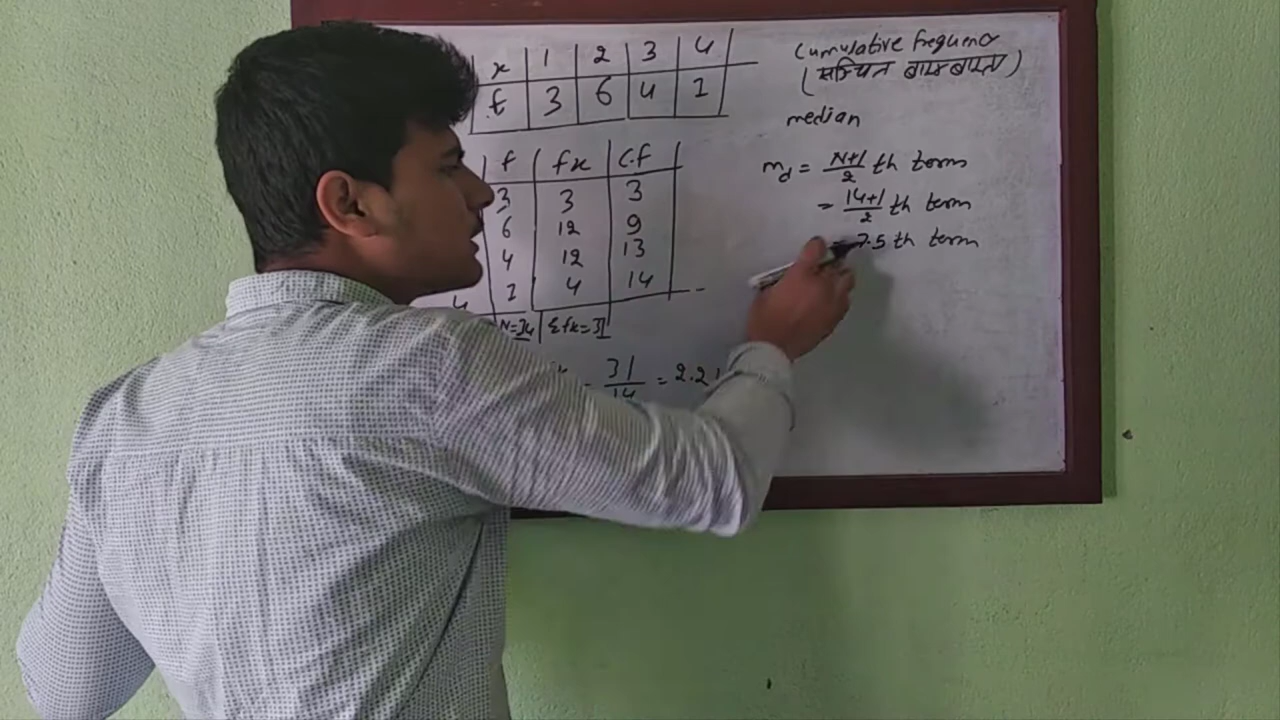 x 1 2 3 4
f 3 6 4 1
f fx C.f
3 3 3
6 12 9
4 12 13
4 1 4 14
N=14 Σfx=31
= 31/14 = 2.21
Cumulative frequency
(सञ्चित बारम्बारता)
median
Md = N+1/2 th term
= 14+1/2 th term
= 7.5 th term